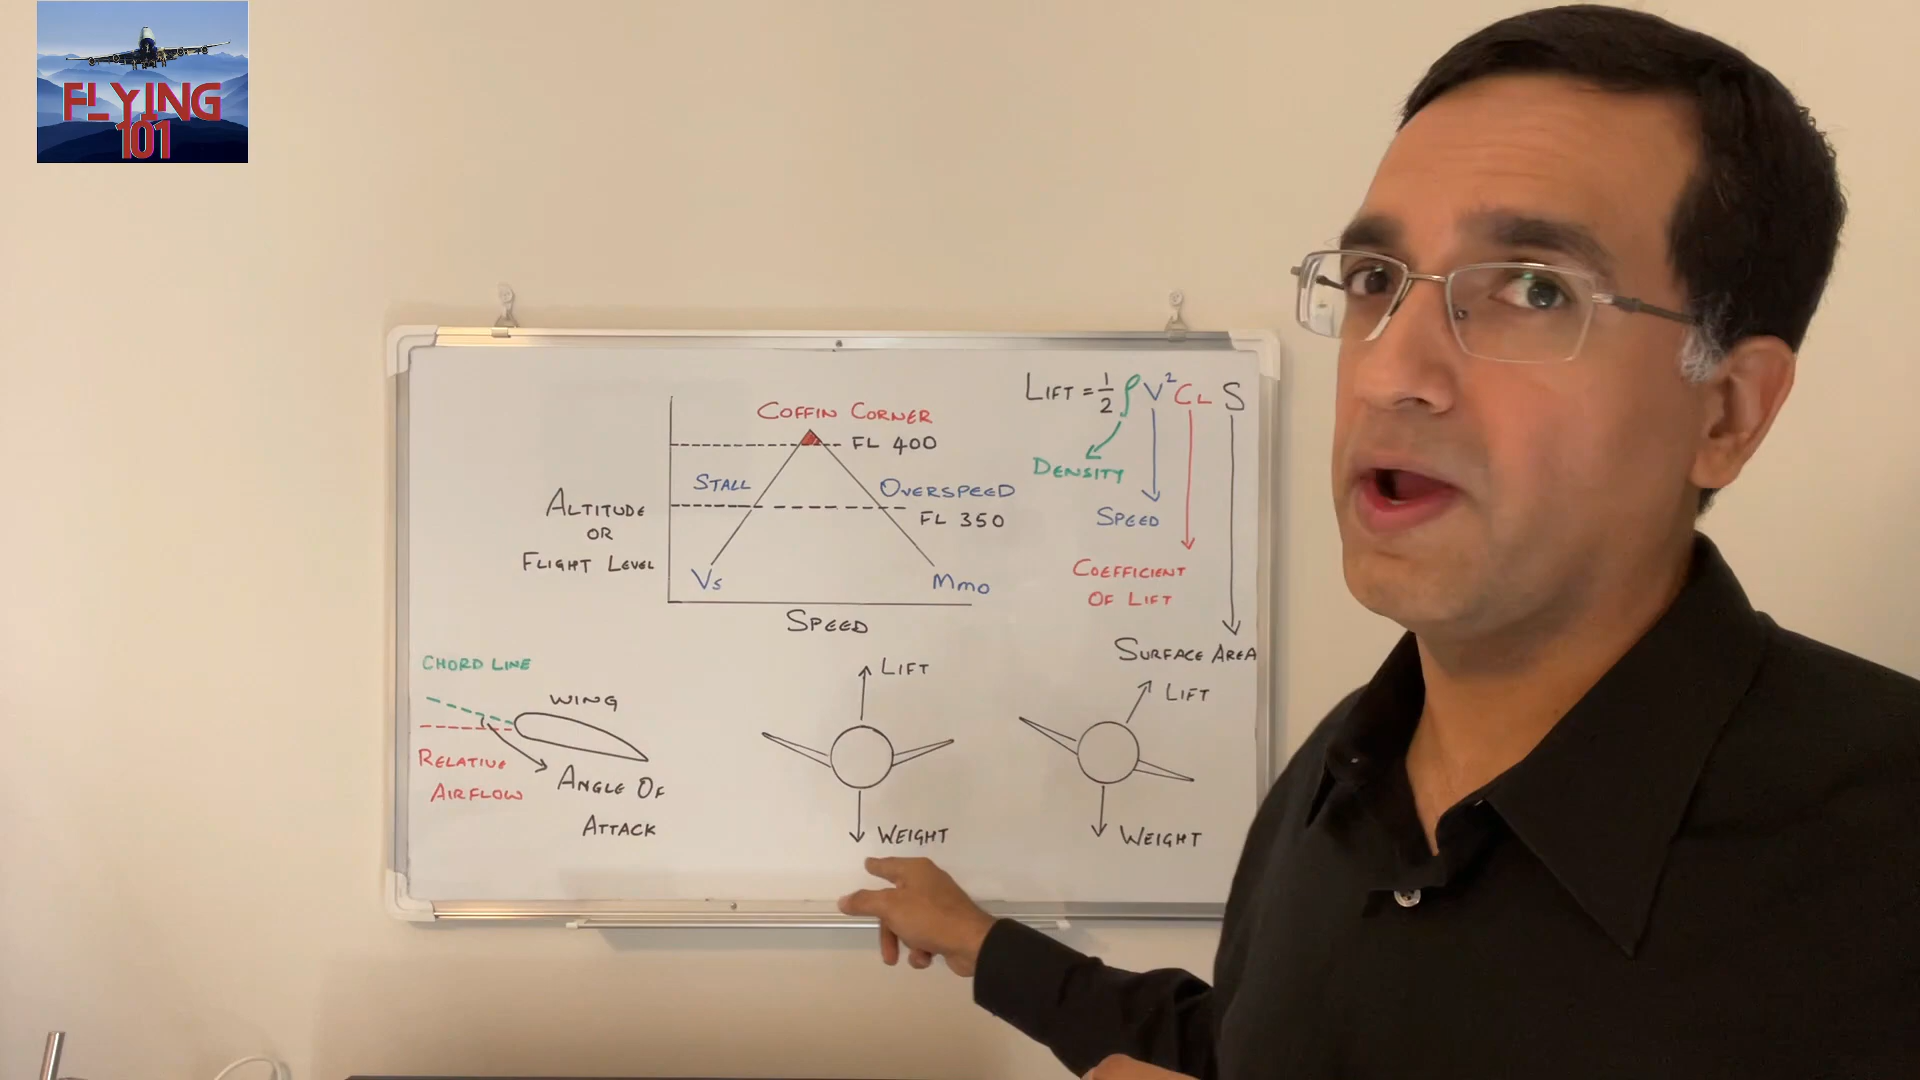 FLYING
101
COFFIN CORNER
FL 400
STALL
OVERSPEED
FL 350
ALTITUDE
OR
FLIGHT LEVEL
Vs
Mmo
SPEED
LIFT = 1/2 ρ V² CL S
DENSITY
SPEED
COEFFICIENT
OF LIFT
SURFACE AREA
CHORD LINE
WING
RELATIVE
AIRFLOW
ANGLE OF
ATTACK
LIFT
WEIGHT
LIFT
WEIGHT